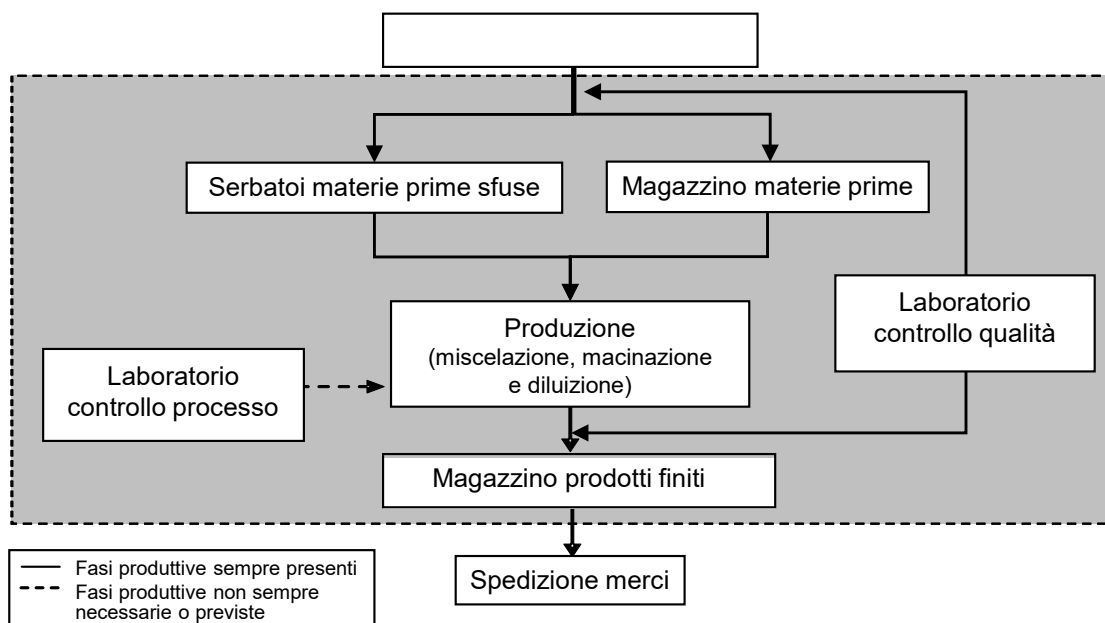 Serbatoi materie prime sfuse
Magazzino materie prime
Laboratorio
controllo qualità
Produzione
(miscelazione, macinazione
e diluizione)
Laboratorio
controllo processo
Magazzino prodotti finiti
Spedizione merci
Fasi produttive sempre presenti
Fasi produttive non sempre
necessarie o previste